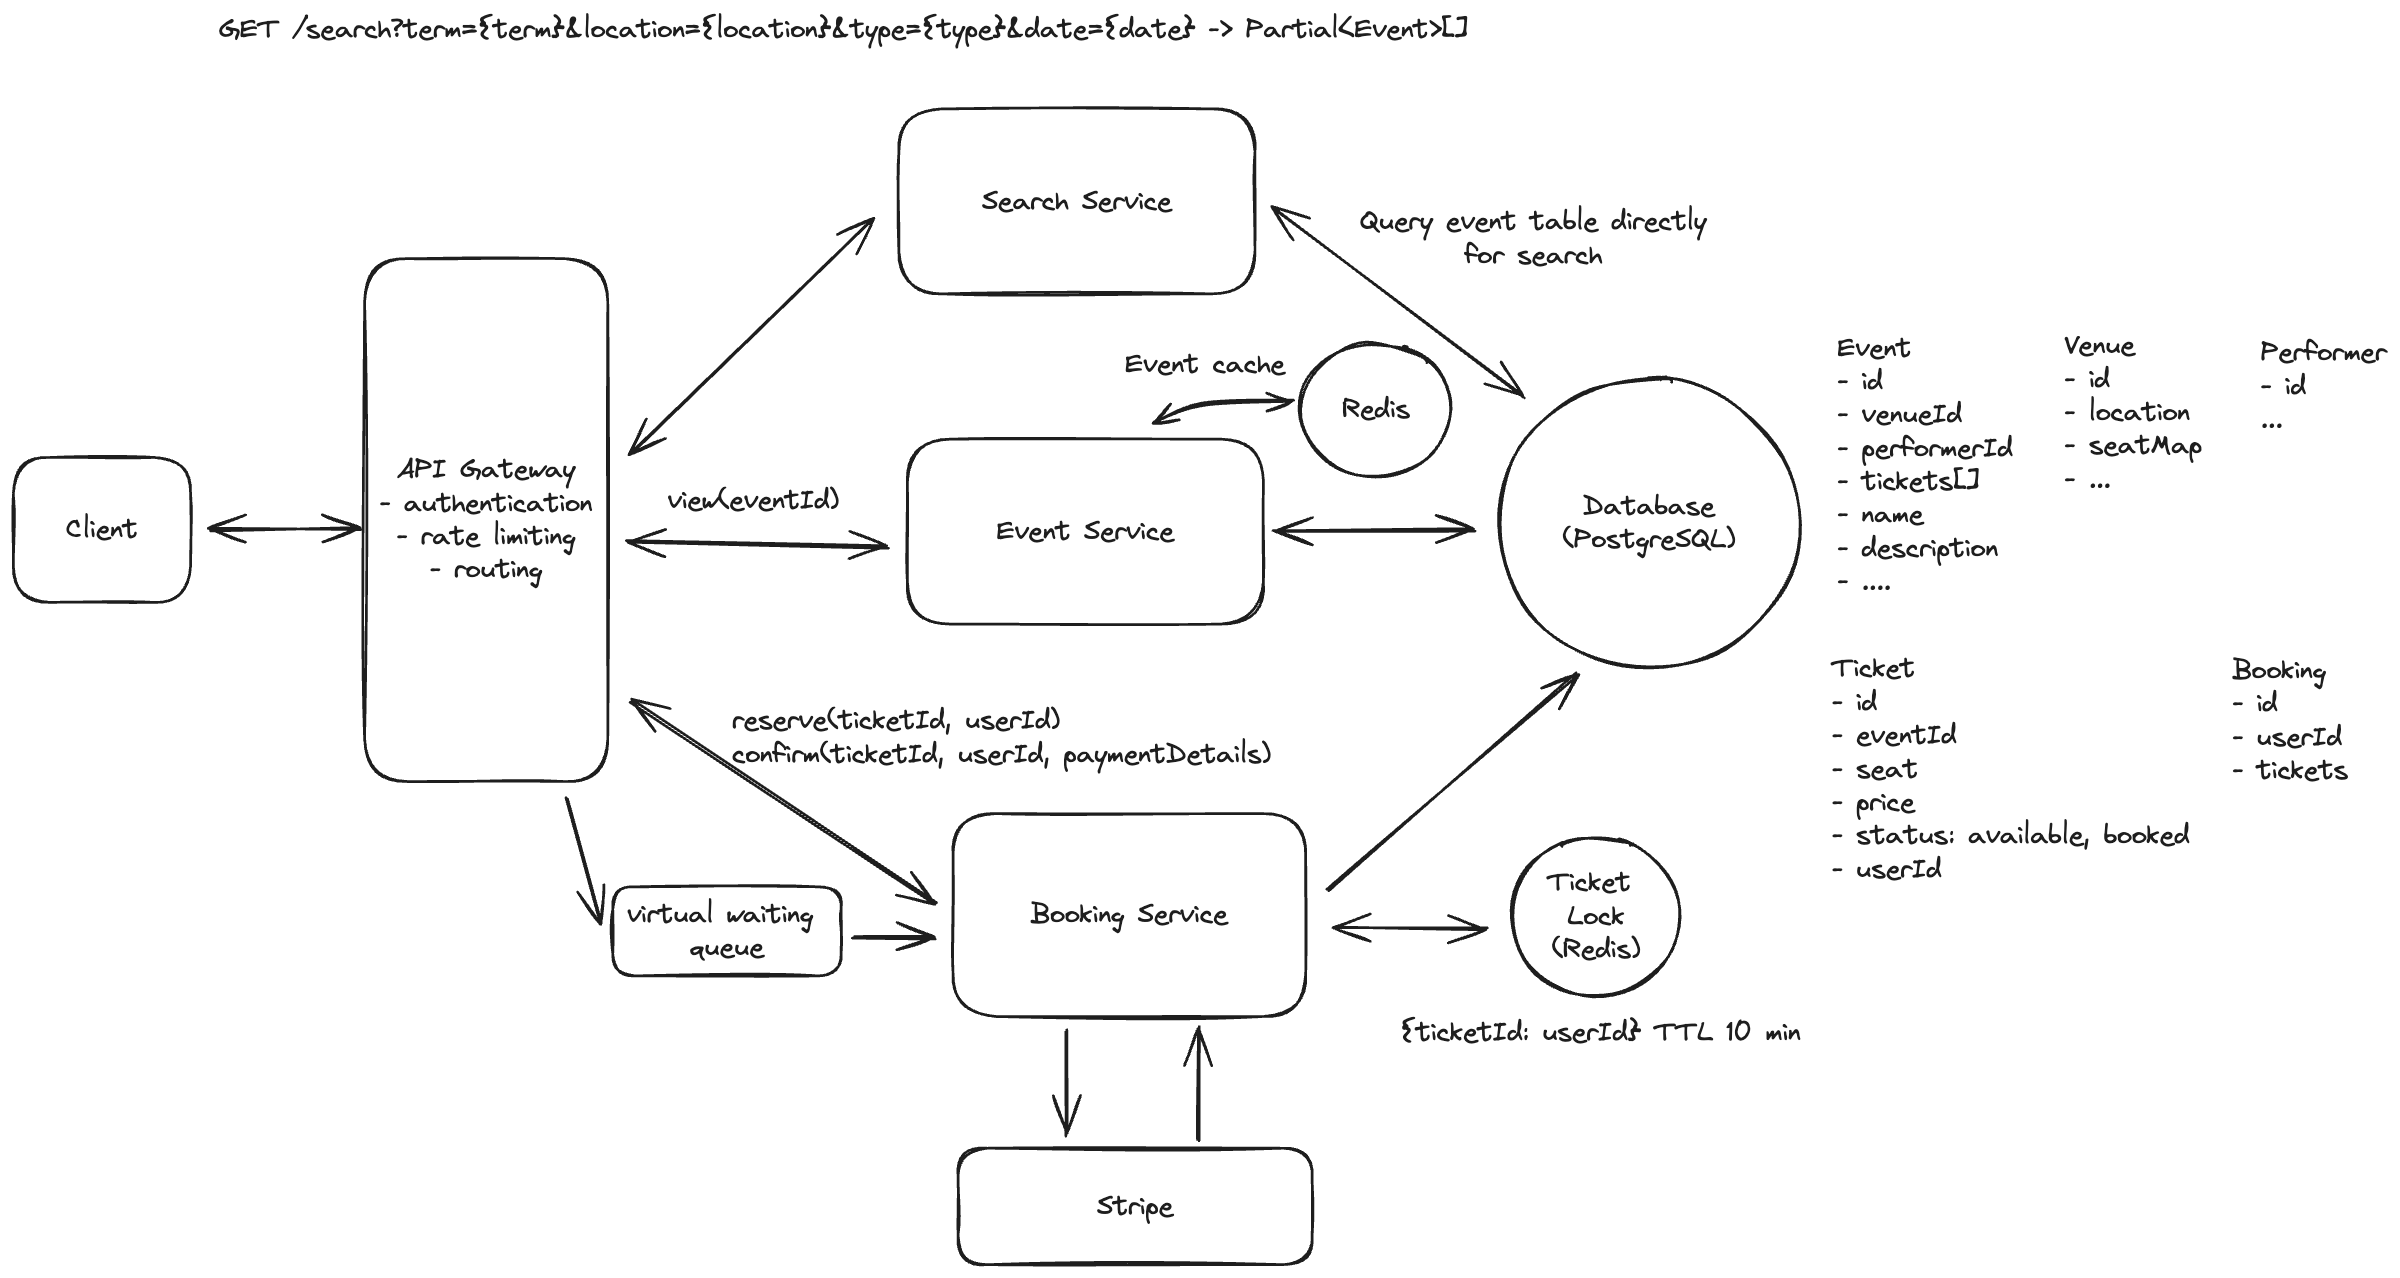 GET /search?term={term}&location={location}&type={type}&date={date} -> Partial<Event>[]
Search Service
Query event table directly
for search
Event cache
Redis
Client
API Gateway
- authentication
- rate limiting
- routing
view(eventId)
Event Service
Database
(PostgreSQL)
Event
- id
- venueId
- performerId
- tickets[]
- name
- description
- ....
Venue
- id
- location
- seatMap
- ...
Performer
- id
...
reserve(ticketId, userId)
confirm(ticketId, userId, paymentDetails)
virtual waiting
queue
Booking Service
Ticket
Lock
(Redis)
{ticketId: userId} TTL 10 min
Ticket
- id
- eventId
- seat
- price
- status: available, booked
- userId
Booking
- id
- userId
- tickets
Stripe